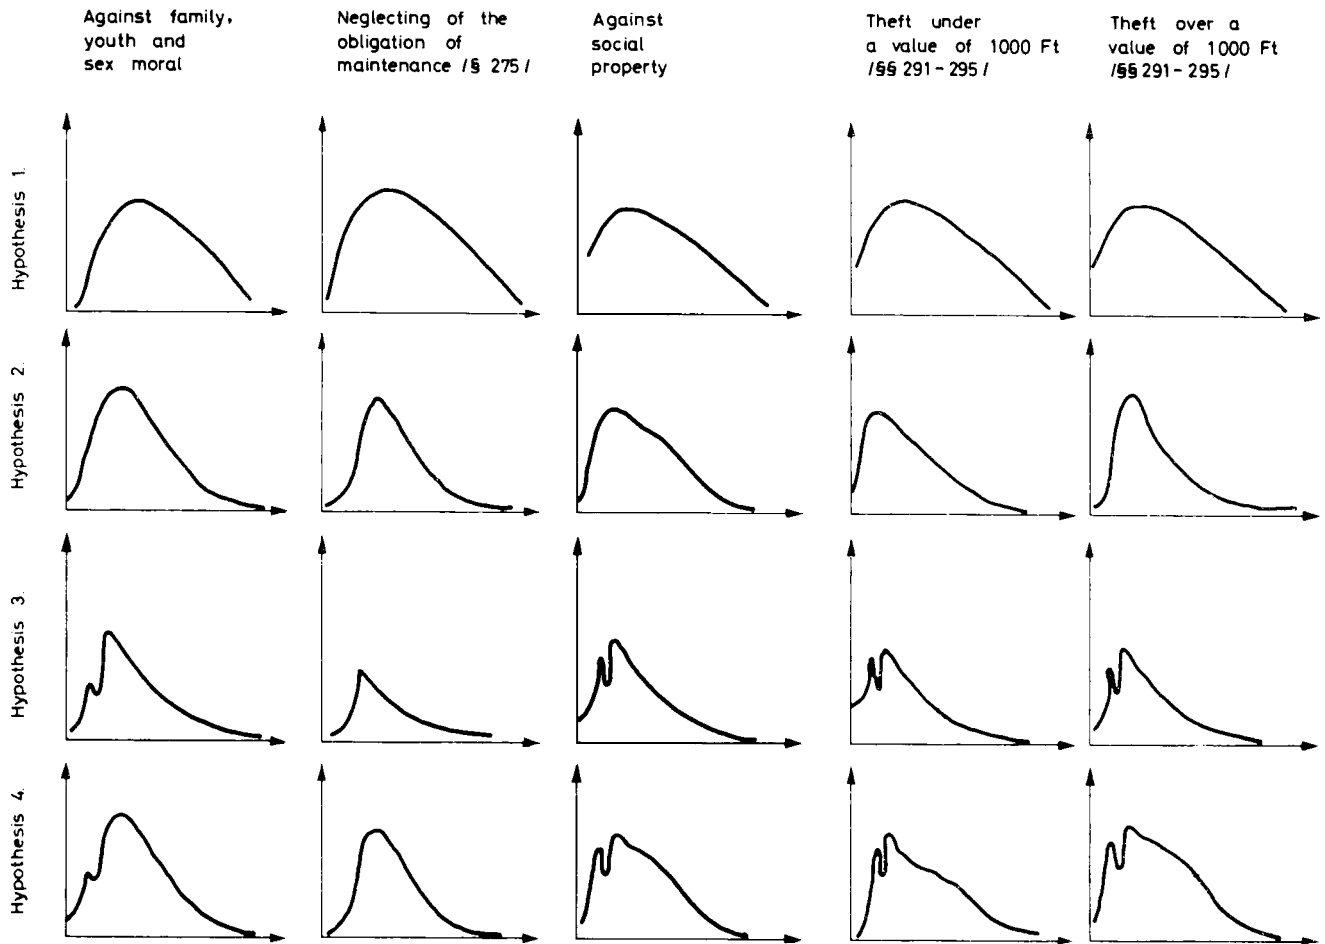 Against family,
youth and
sex moral
Neglecting of the
obligation of
maintenance /§ 275/
Against
social
property
Theft under
a value of 1000 Ft
/§§ 291-295/
Theft over a
value of 1000 Ft
/§§ 291-295/
Hypothesis 1.
Hypothesis 2.
Hypothesis 3.
Hypothesis 4.